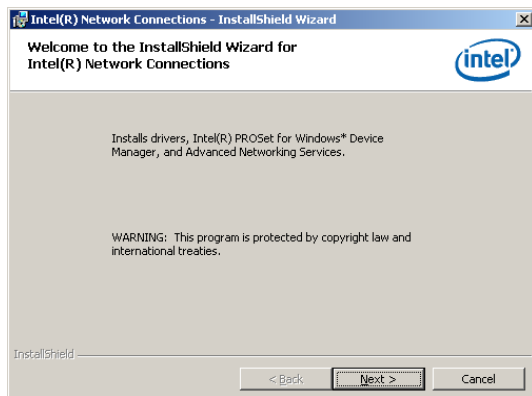 Intel(R) Network Connections - InstallShield Wizard
Welcome to the InstallShield Wizard for
Intel(R) Network Connections
intel
Installs drivers, Intel(R) PROSet for Windows* Device
Manager, and Advanced Networking Services.
WARNING: This program is protected by copyright law and
international treaties.
InstallShield
< Back
Next >
Cancel